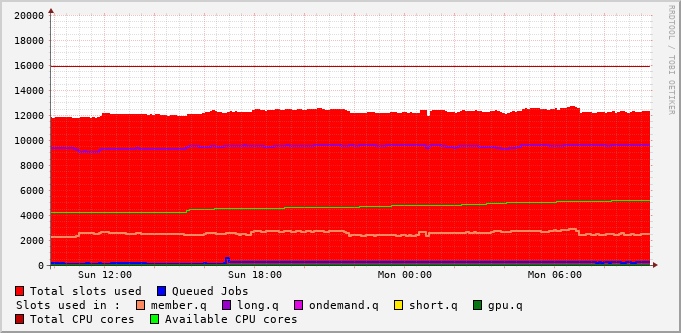 20000
18000
16000
14000
12000
10000
8000
6000
4000
2000
0
Sun 12:00 Sun 18:00 Mon 00:00 Mon 06:00
Total slots used Queued Jobs
Slots used in : member.q long.q ondemand.q short.q gpu.q
Total CPU cores Available CPU cores
RRDTOOL / TOBI OETIKER